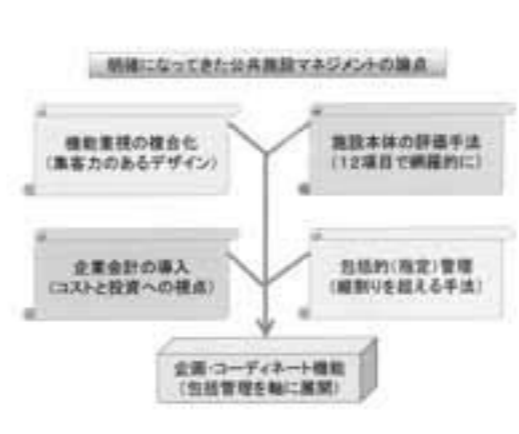 明確になってきた公共施設マネジメントの論点
機能重視の複合化
(集客力のあるデザイン)
施設本体の評価手法
(12項目で網羅的に)
企業会計の導入
(コストと投資への視点)
包括的(指定)管理
(縦割りを超える手法)
企画・コーディネート機能
(包括管理を軸に展開)